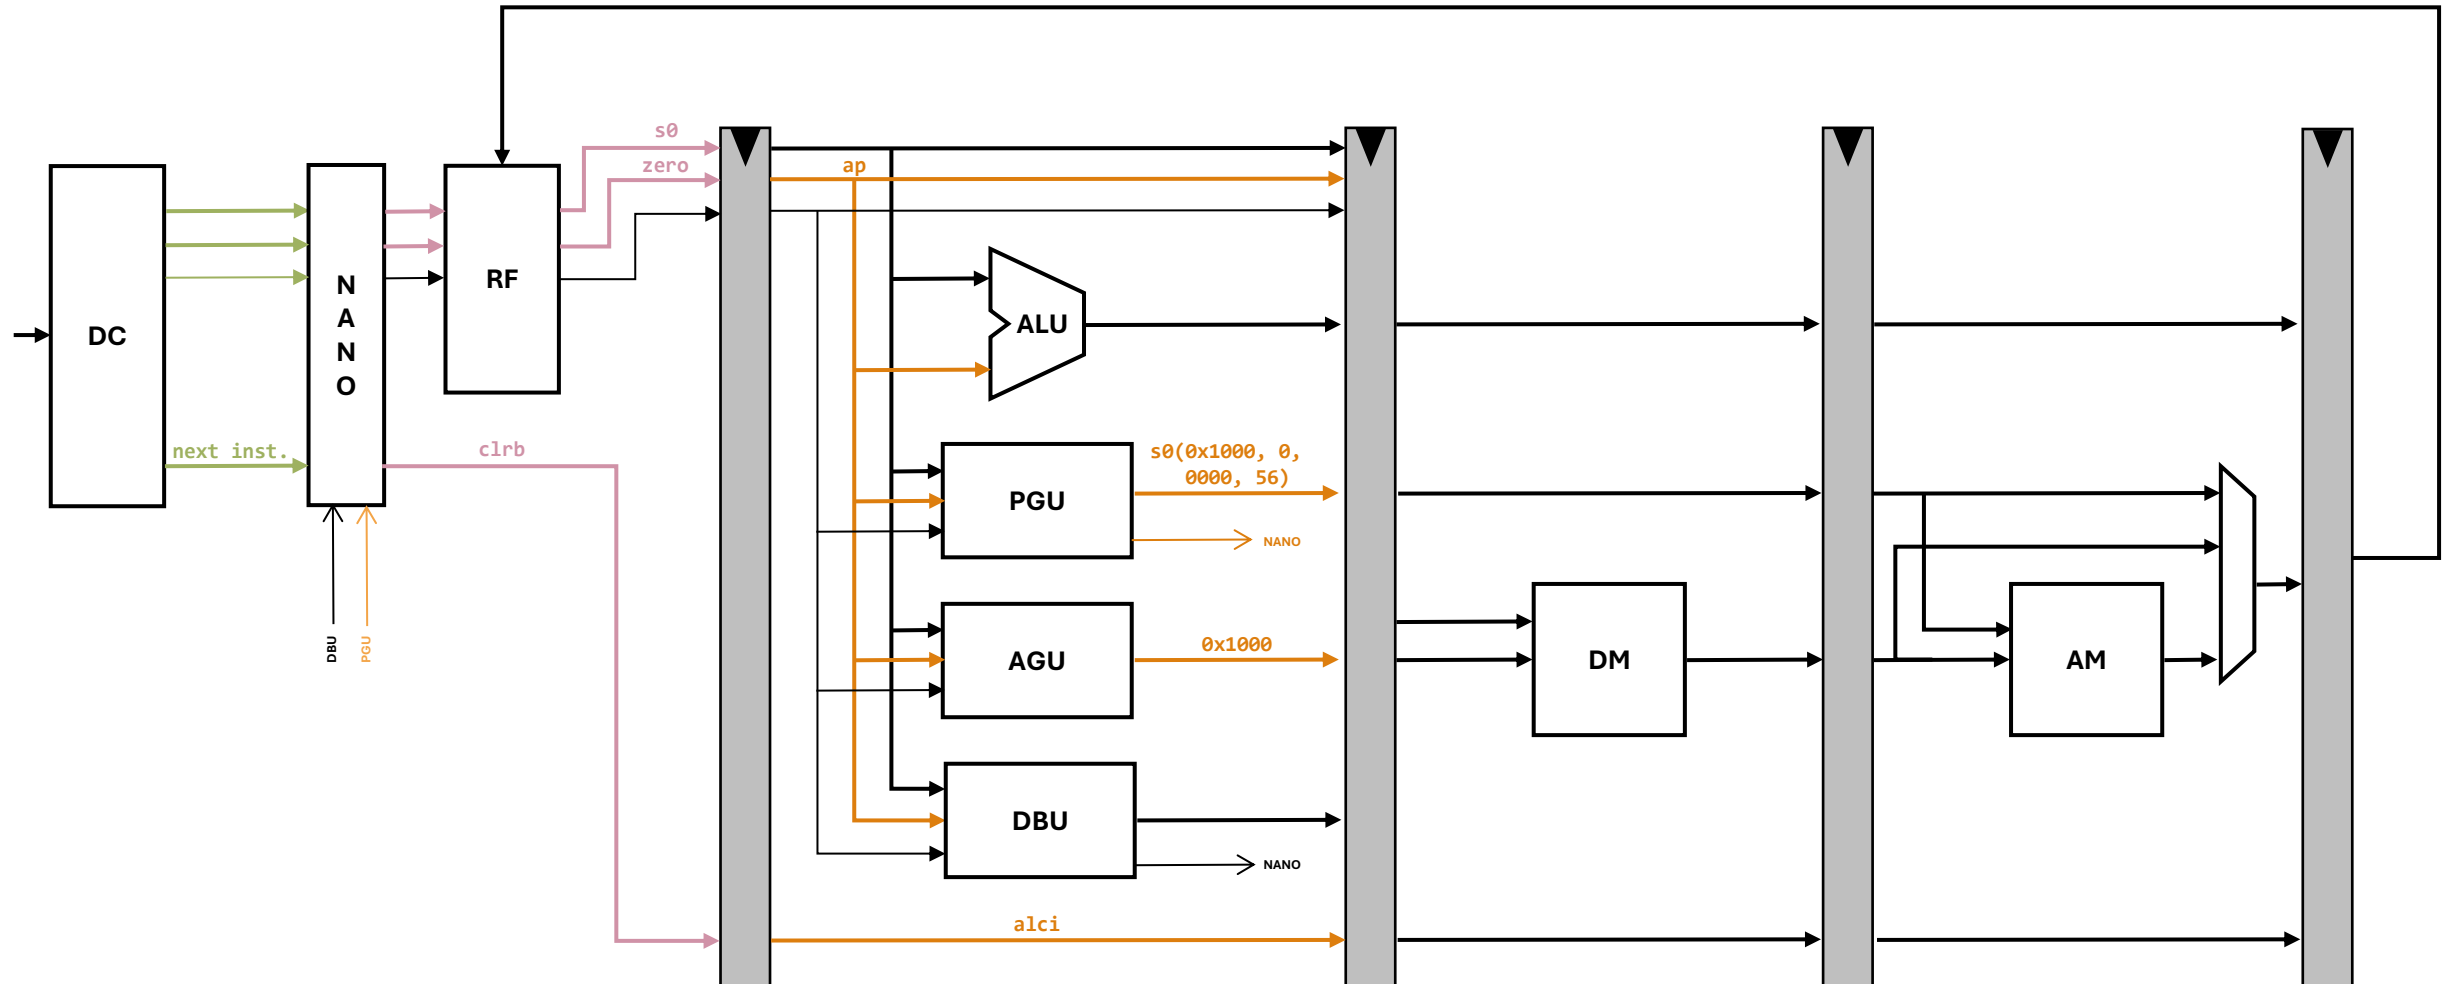 s0
zero
ap
DC
N
A
N
O
RF
ALU
next inst.
clrb
s0(0x1000, 0,
0000, 56)
PGU
NANO
DBU
PGU
AGU
0x1000
DM
AM
DBU
NANO
alci